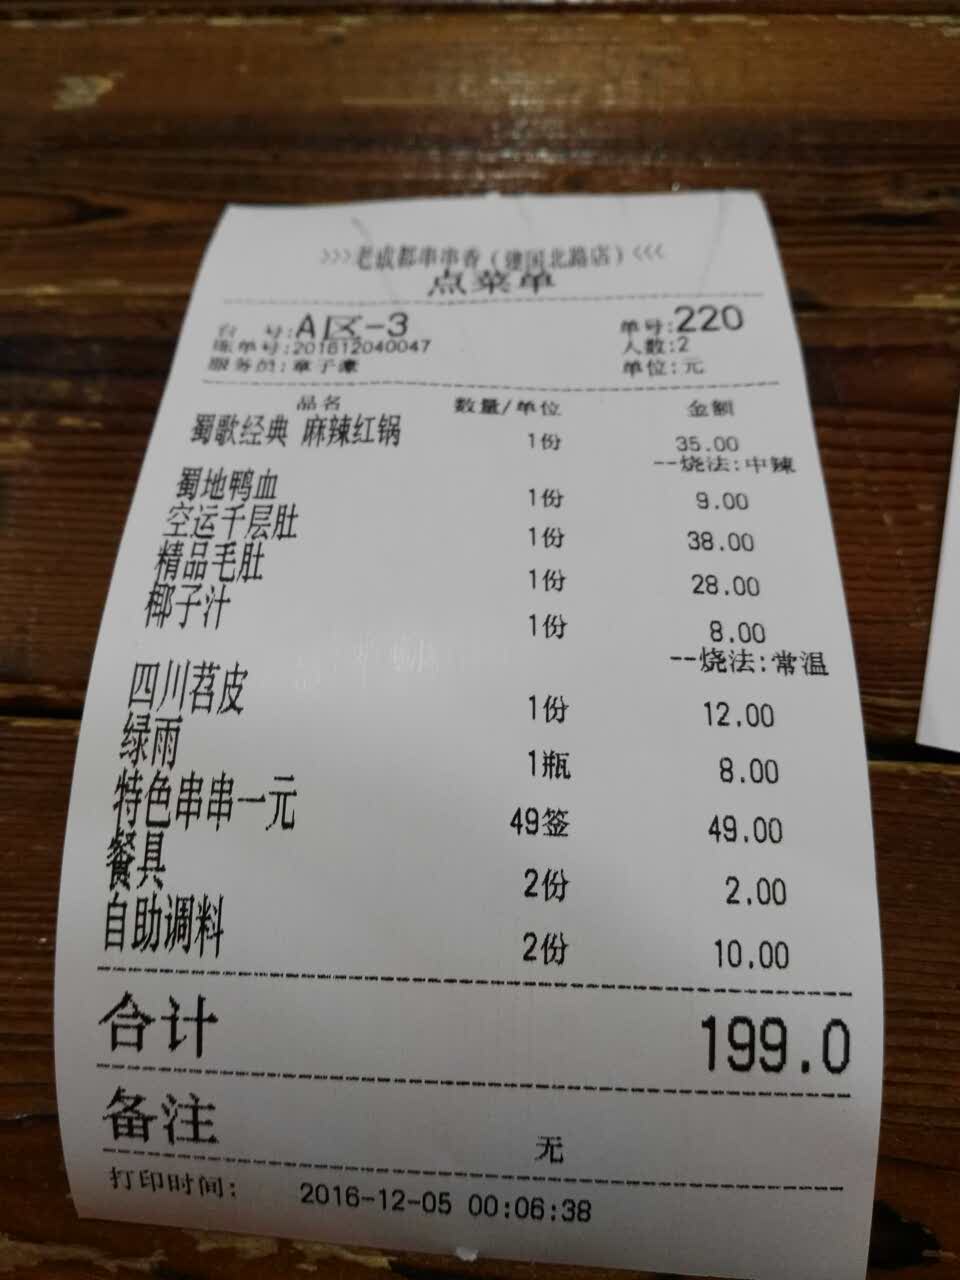 >>>老成都串串香(建国北路店)<<<
点菜单
台 号:A区-3 单号:220
账单号:201612040047 人数:2
服务员:章子潇 单位:元
品名 数量/单位 金额
蜀歌经典 麻辣红锅 1份 35.00
--烧法:中辣
蜀地鸭血 1份 9.00
空运千层肚 1份 38.00
精品毛肚 1份 28.00
椰子汁 1份 8.00
--烧法:常温
四川苕皮 1份 12.00
绿雨 1瓶 8.00
特色串串一元 49签 49.00
餐具 2份 2.00
自助调料 2份 10.00
合计 199.0
备注 无
打印时间: 2016-12-05 00:06:38